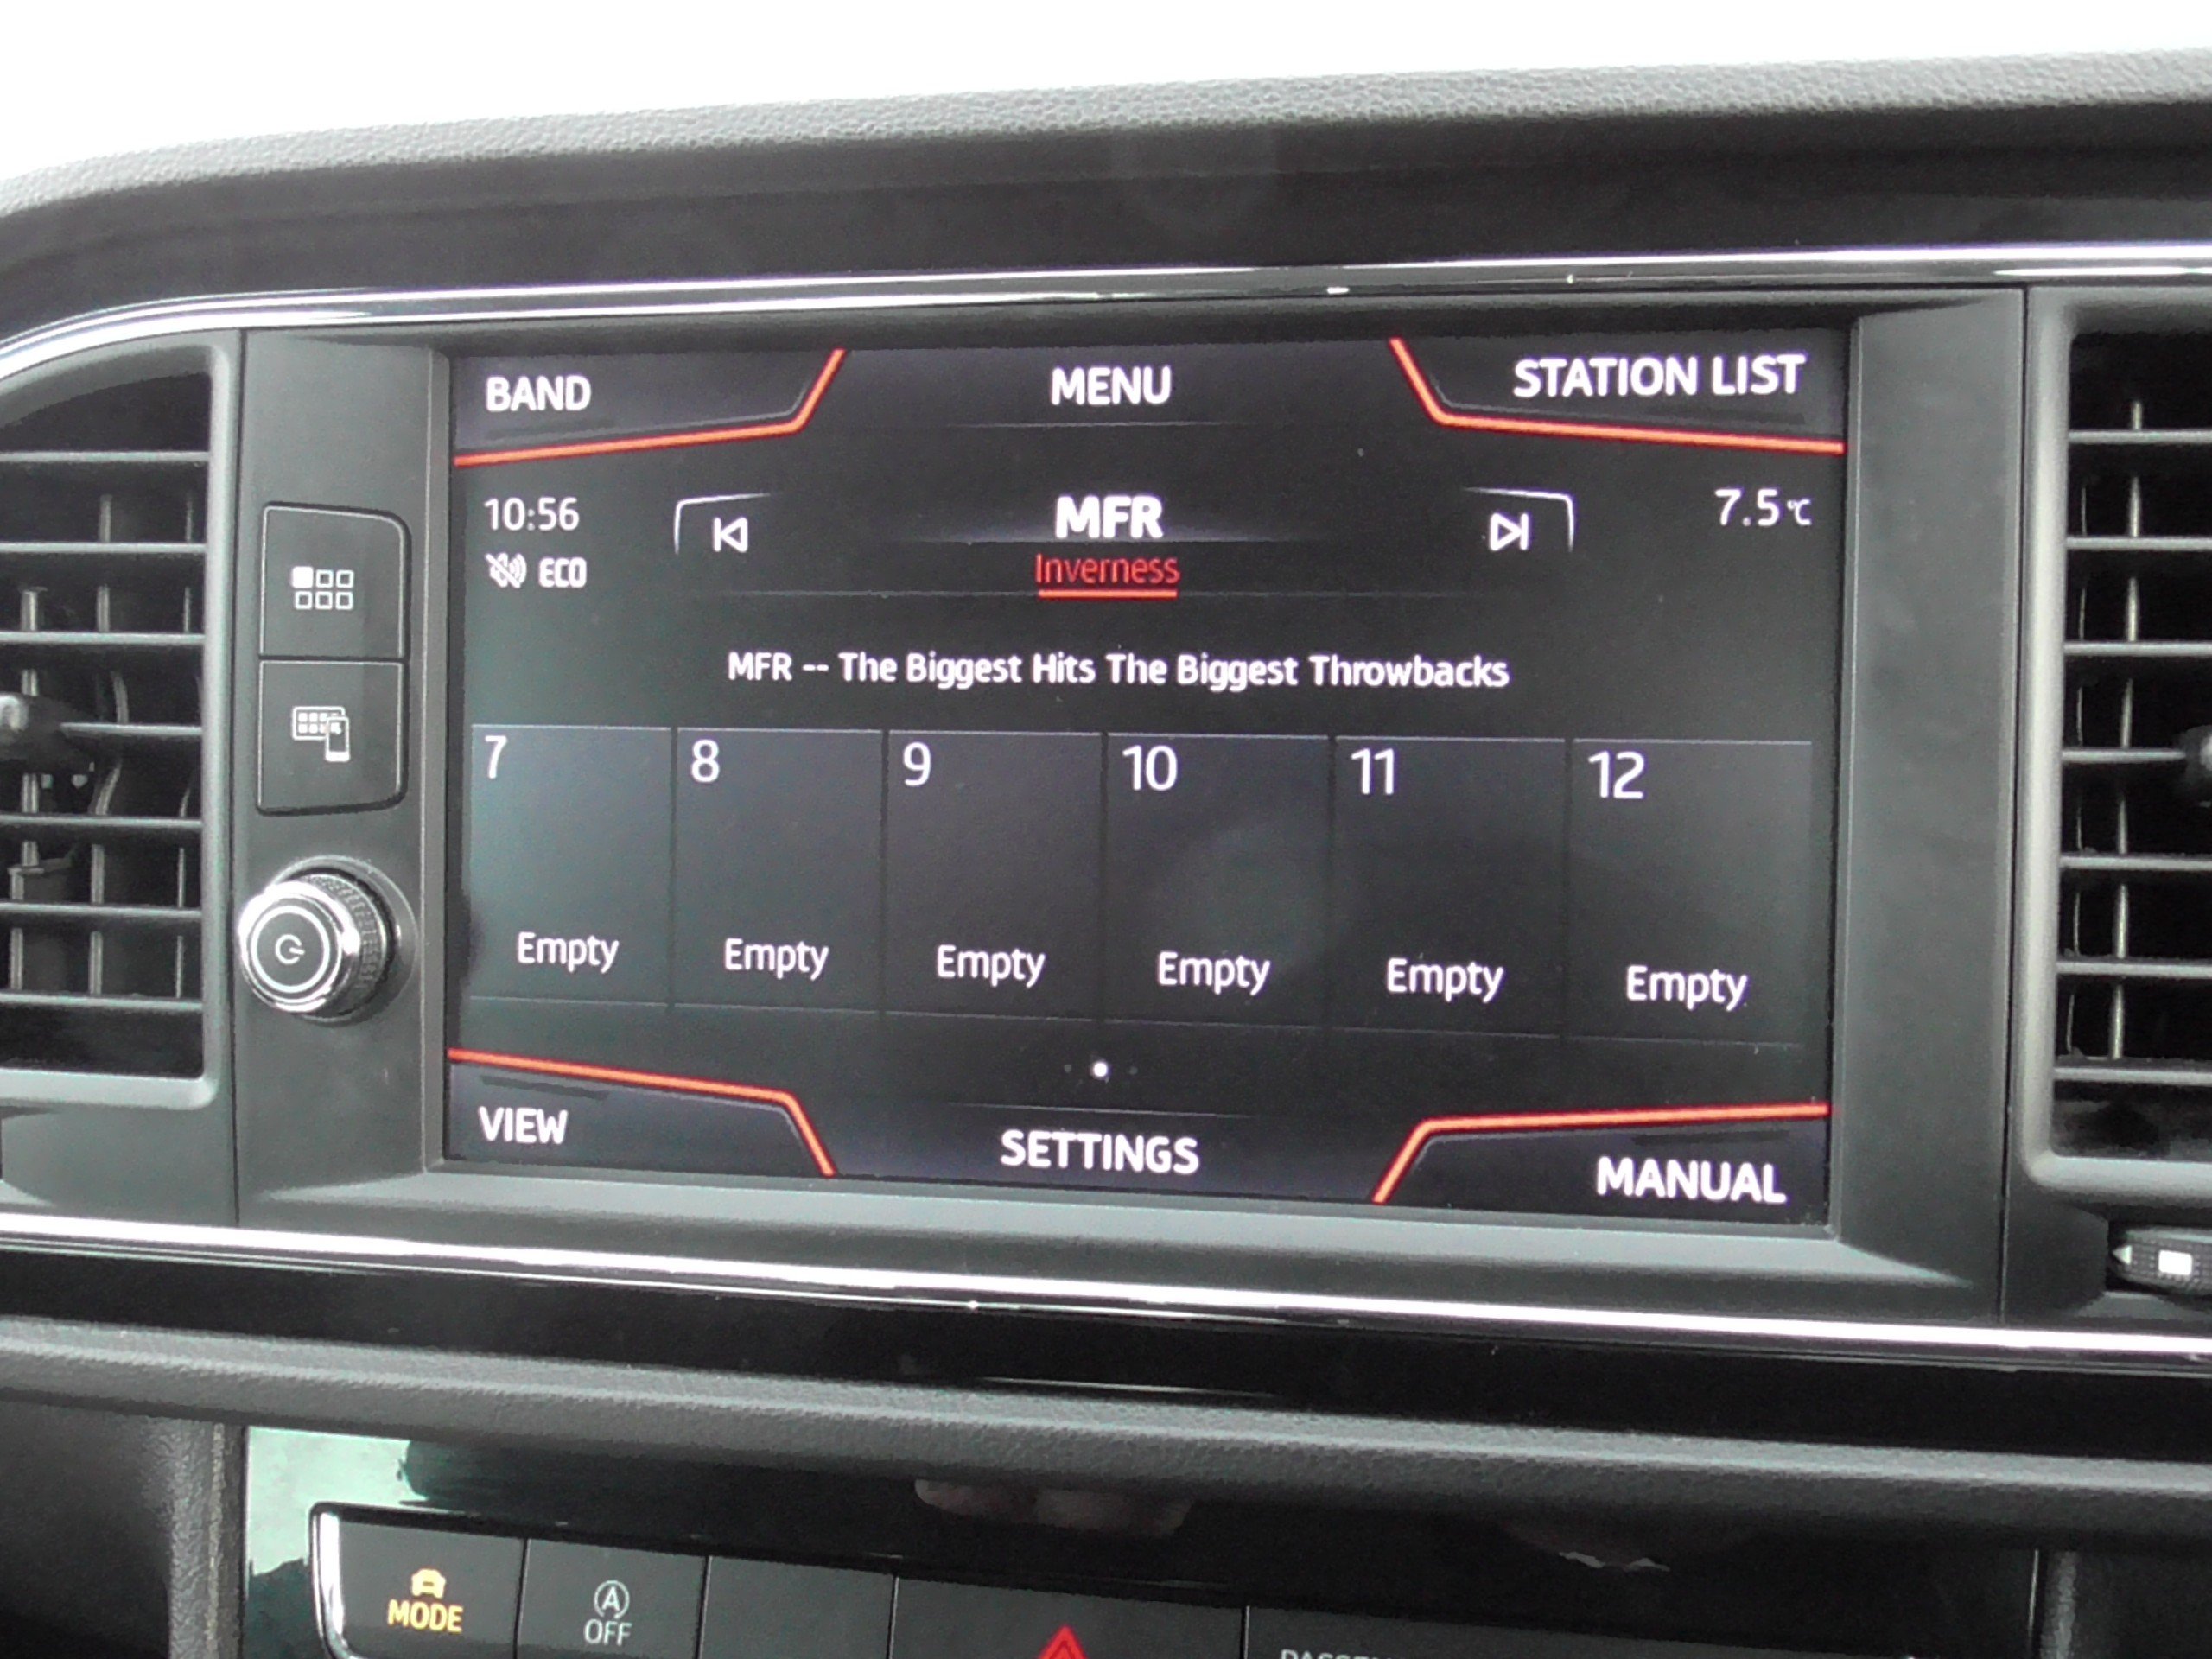 BAND MENU STATION LIST
10:56 MFR 7.5°C
ECO Inverness
MFR -- The Biggest Hits The Biggest Throwbacks
7 8 9 10 11 12
Empty Empty Empty Empty Empty Empty
VIEW SETTINGS MANUAL
MODE A OFF